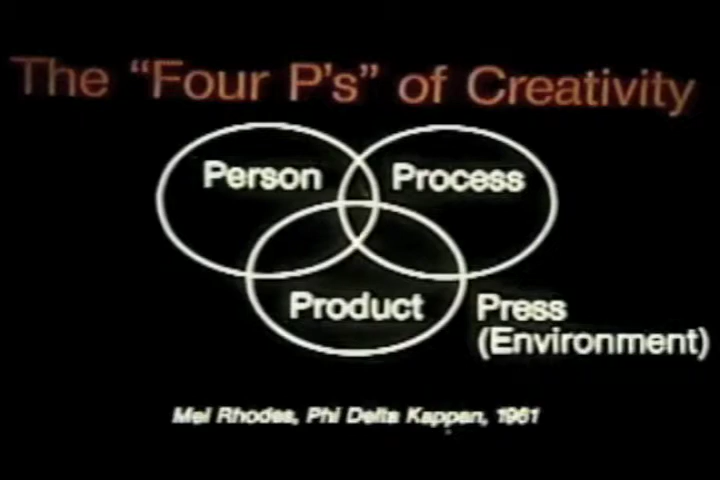 The “Four P's” of Creativity
Person
Process
Product
Press
(Environment)
Mel Rhodes, Phi Delta Kappan, 1961